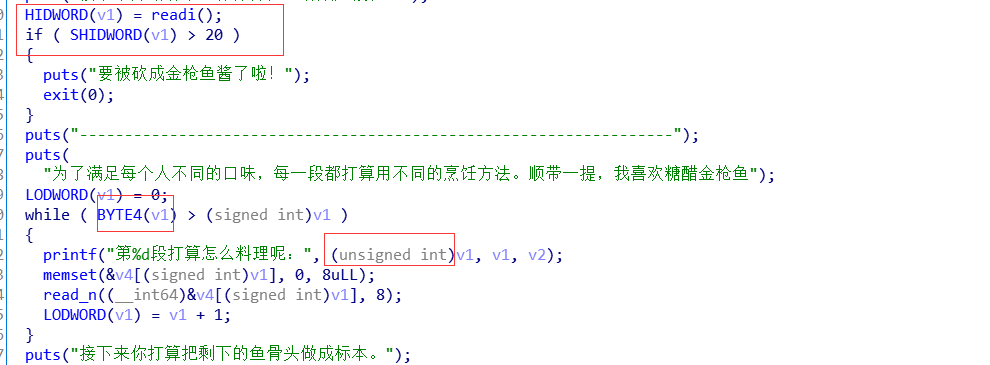 HIDWORD(v1) = readi();
if ( SHIDWORD(v1) > 20 )
{
puts("要被砍成金枪鱼酱了啦！");
exit(0);
}
puts("------------------------------------------------------------------");
puts(
"为了满足每个人不同的口味，每一段都打算用不同的烹饪方法。顺带一提，我喜欢糖醋金枪鱼");
LODWORD(v1) = 0;
while ( BYTE4(v1) > (signed int)v1 )
{
printf("第%d段打算怎么料理呢：", (unsigned int)v1, v1, v2);
memset(&v4[(signed int)v1], 0, 8uLL);
read_n((__int64)&v4[(signed int)v1], 8);
LODWORD(v1) = v1 + 1;
}
puts("接下来你打算把剩下的鱼骨头做成标本。");